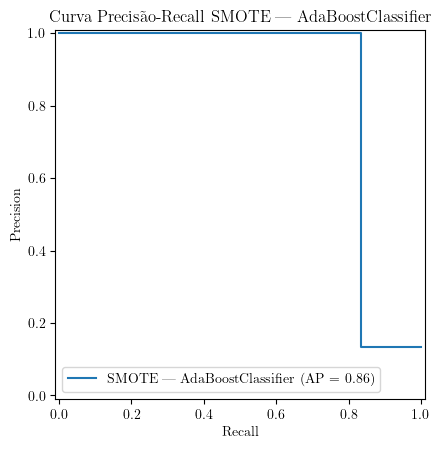 Curva Precisão-Recall SMOTE — AdaBoostClassifier
1.0
0.8
0.6
0.4
0.2
0.0
Precision
SMOTE — AdaBoostClassifier (AP = 0.86)
0.0 0.2 0.4 0.6 0.8 1.0
Recall